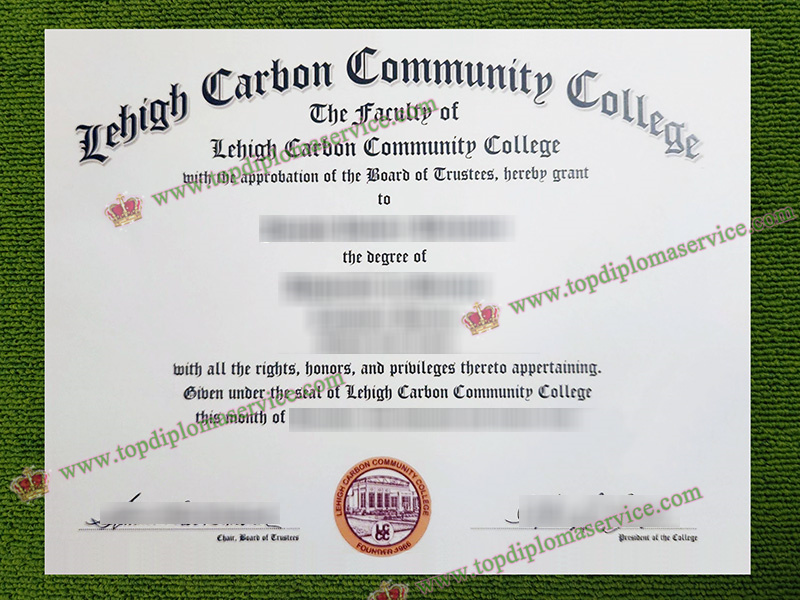 Lehigh Carbon Community College
The Faculty of
Lehigh Carbon Community College
with the approbation of the Board of Trustees, hereby grant
to
www.topdiplomaservice.com
the degree of
www.topdiplomaservice.com
with all the rights, honors, and privileges thereto appertaining.
Given under the seal of Lehigh Carbon Community College
this month of
www.topdiplomaservice.com
LEHIGH CARBON COMMUNITY COLLEGE
LCCC
FOUNDED 1966
Chair, Board of Trustees
President of the College
www.topdiplomaservice.com